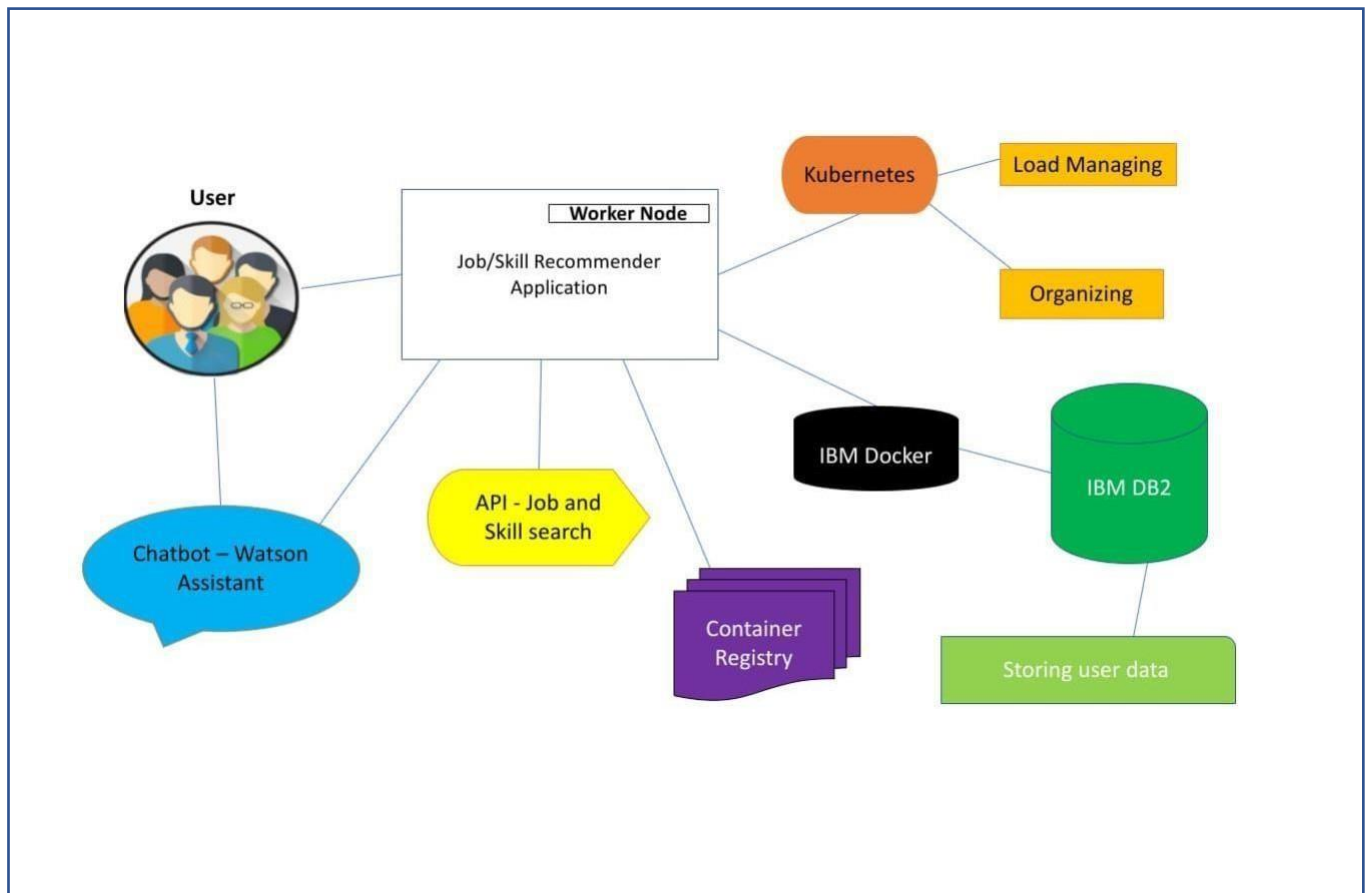 User
Worker Node
Job/Skill Recommender
Application
Kubernetes
Load Managing
Organizing
IBM Docker
IBM DB2
Chatbot – Watson
Assistant
API - Job and
Skill search
Container
Registry
Storing user data